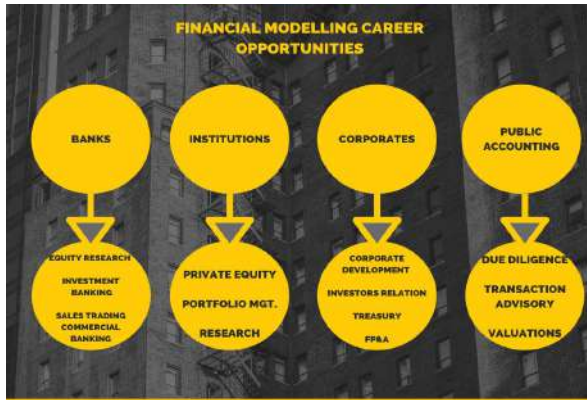 FINANCIAL MODELLING CAREER
OPPORTUNITIES
BANKS
INSTITUTIONS
CORPORATES
PUBLIC
ACCOUNTING
EQUITY RESEARCH
INVESTMENT
BANKING
SALES TRADING
COMMERCIAL
BANKING
PRIVATE EQUITY
PORTFOLIO MGT.
RESEARCH
CORPORATE
DEVELOPMENT
INVESTORS RELATION
TREASURY
FP&A
DUE DILIGENCE
TRANSACTION
ADVISORY
VALUATIONS